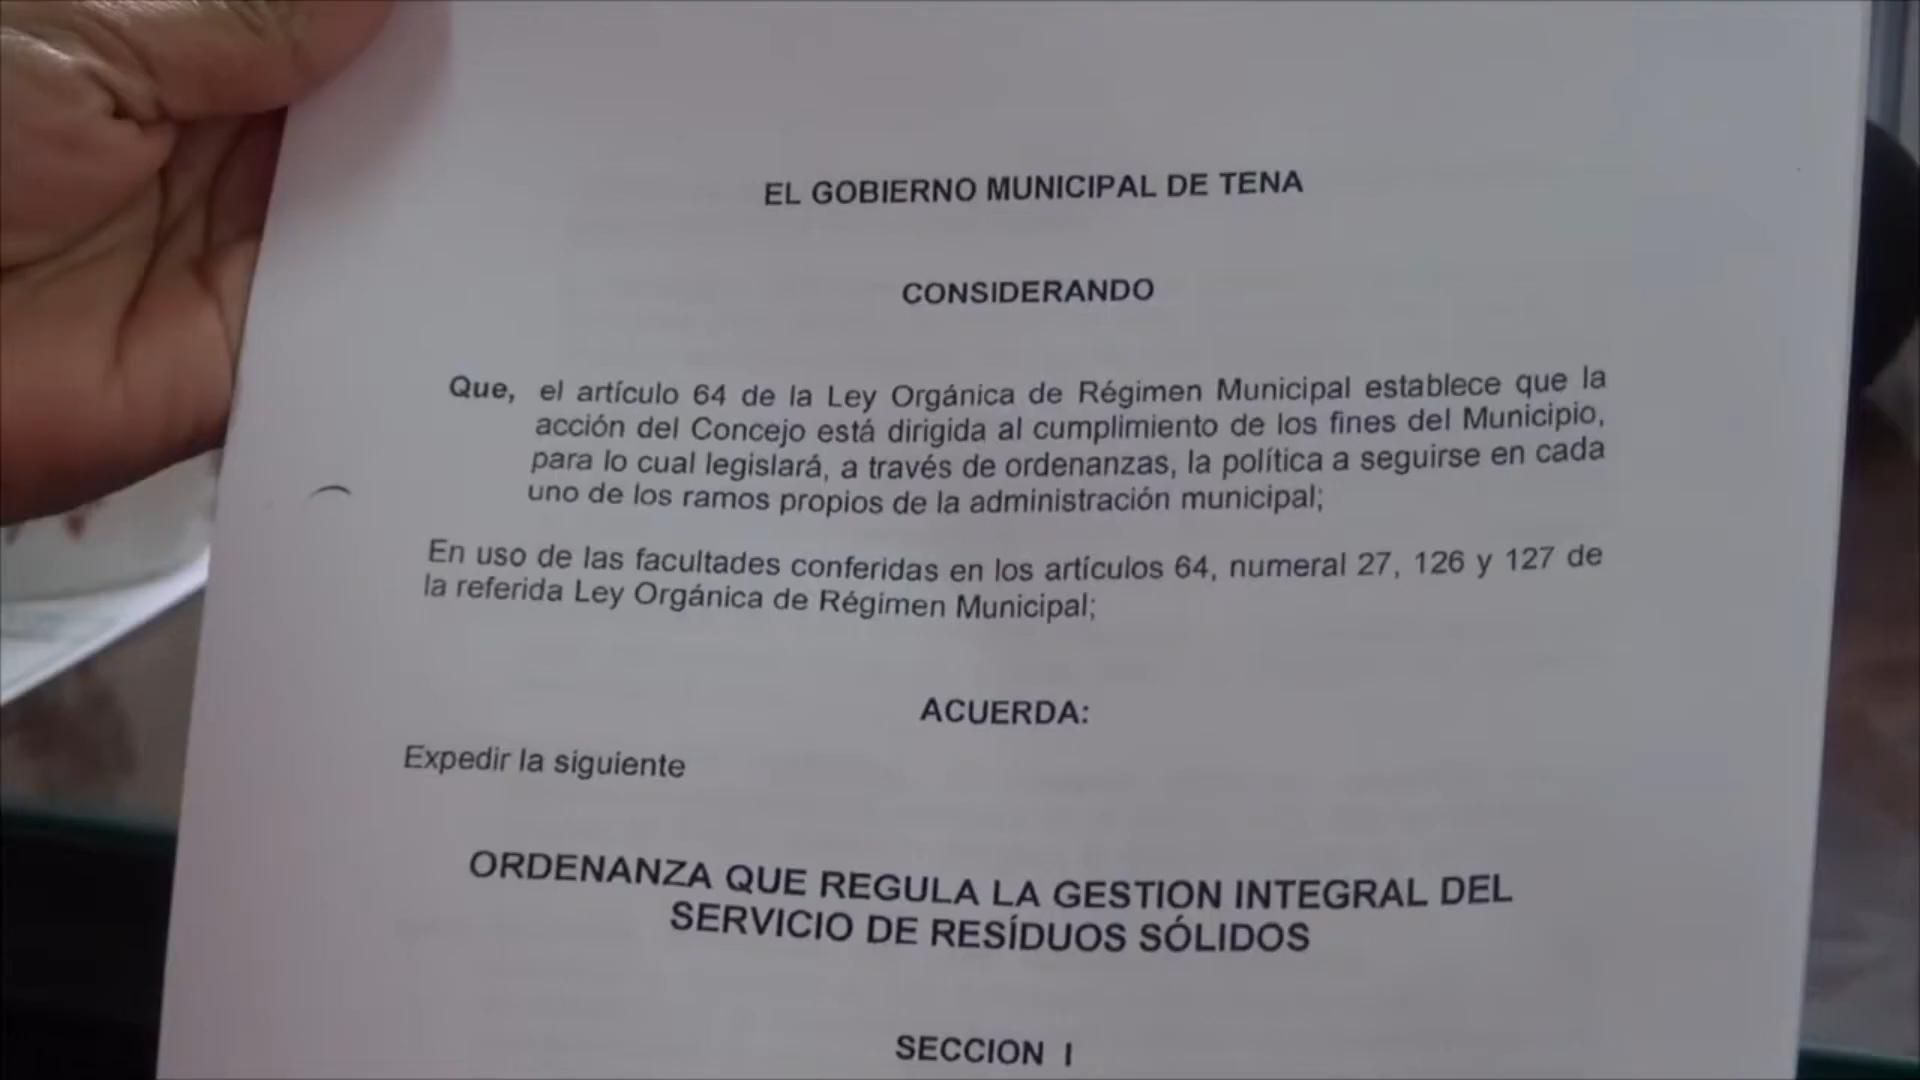 EL GOBIERNO MUNICIPAL DE TENA
CONSIDERANDO
Que, el artículo 64 de la Ley Orgánica de Régimen Municipal establece que la
acción del Concejo está dirigida al cumplimiento de los fines del Municipio,
para lo cual legislará, a través de ordenanzas, la política a seguirse en cada
uno de los ramos propios de la administración municipal;
En uso de las facultades conferidas en los artículos 64, numeral 27, 126 y 127 de
la referida Ley Orgánica de Régimen Municipal;
ACUERDA:
Expedir la siguiente
ORDENANZA QUE REGULA LA GESTION INTEGRAL DEL
SERVICIO DE RESÍDUOS SÓLIDOS
SECCION I